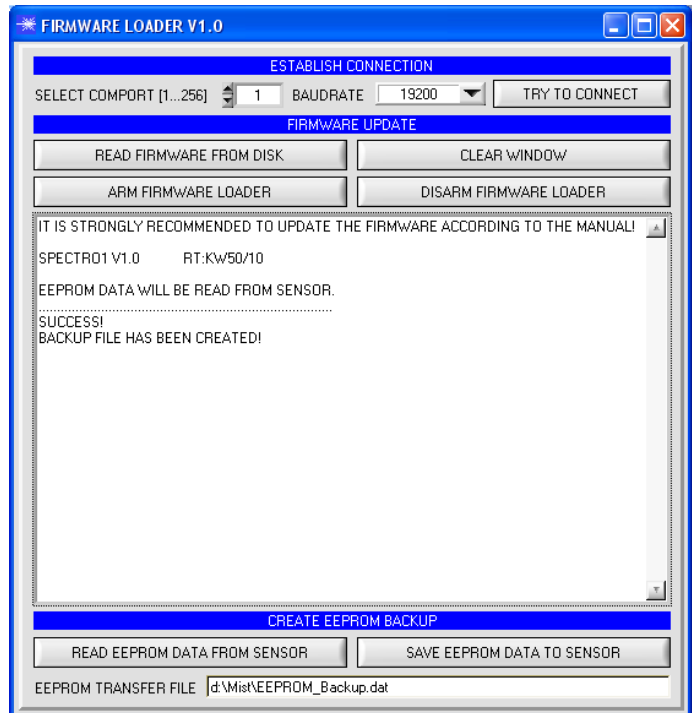 FIRMWARE LOADER V1.0
ESTABLISH CONNECTION
SELECT COMPORT [1...256] 1 BAUDRATE 19200 TRY TO CONNECT
FIRMWARE UPDATE
READ FIRMWARE FROM DISK CLEAR WINDOW
ARM FIRMWARE LOADER DISARM FIRMWARE LOADER
IT IS STRONGLY RECOMMENDED TO UPDATE THE FIRMWARE ACCORDING TO THE MANUAL!
SPECTRO1 V1.0 RT:KW50/10
EEPROM DATA WILL BE READ FROM SENSOR.
................................................................................
SUCCESS!
BACKUP FILE HAS BEEN CREATED!
CREATE EEPROM BACKUP
READ EEPROM DATA FROM SENSOR SAVE EEPROM DATA TO SENSOR
EEPROM TRANSFER FILE d:\Mist\EEPROM_Backup.dat